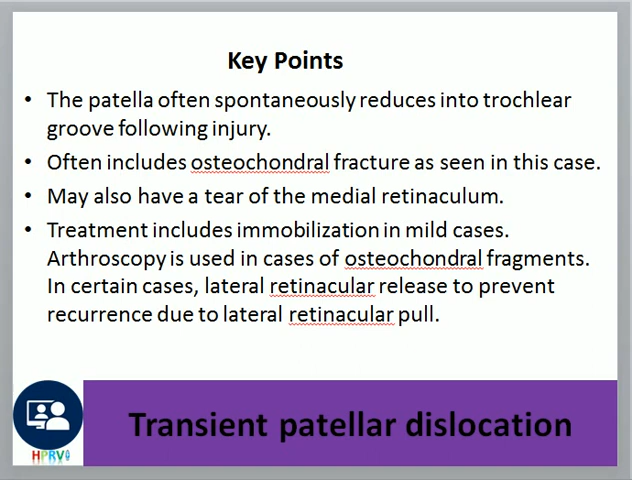 Key Points
• The patella often spontaneously reduces into trochlear
groove following injury.
• Often includes osteochondral fracture as seen in this case.
• May also have a tear of the medial retinaculum.
• Treatment includes immobilization in mild cases.
Arthroscopy is used in cases of osteochondral fragments.
In certain cases, lateral retinacular release to prevent
recurrence due to lateral retinacular pull.
Transient patellar dislocation
HPRV